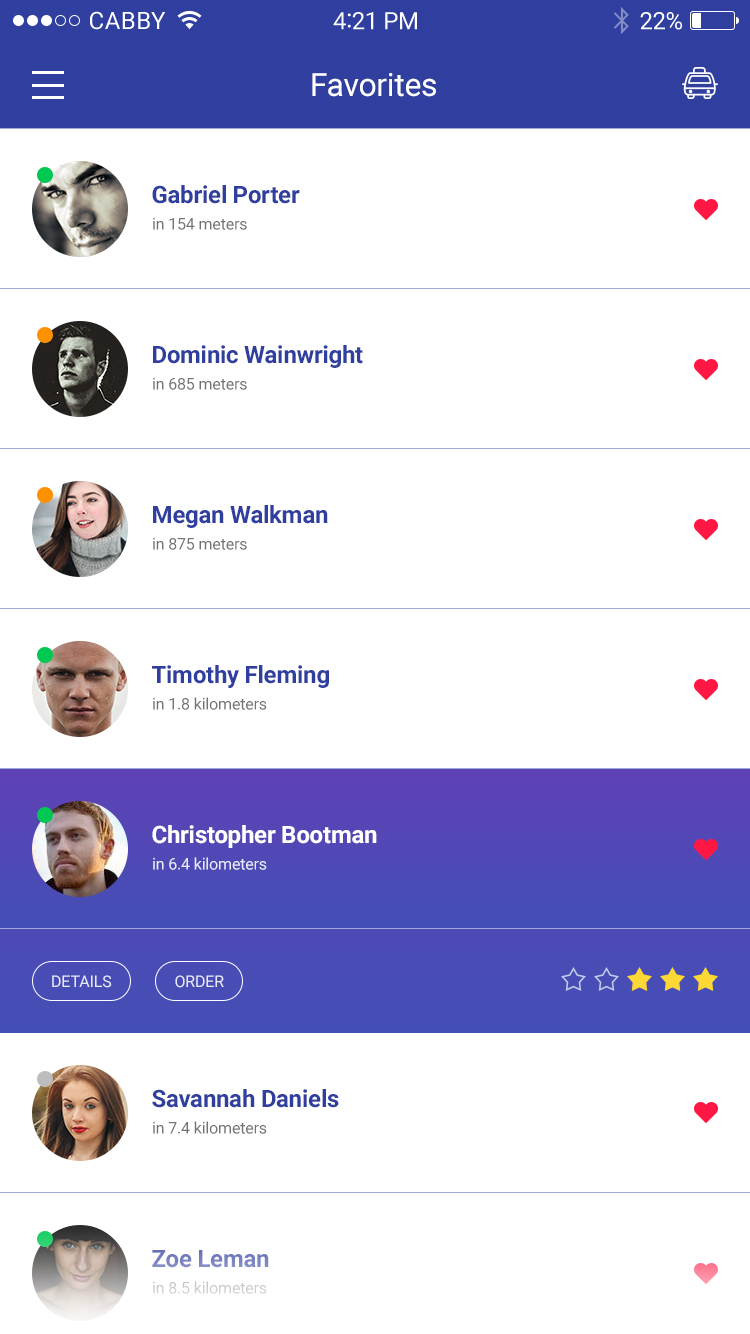 CABBY 4:21 PM 22%
Favorites
Gabriel Porter
in 154 meters
Dominic Wainwright
in 685 meters
Megan Walkman
in 875 meters
Timothy Fleming
in 1.8 kilometers
Christopher Bootman
in 6.4 kilometers
DETAILS ORDER
Savannah Daniels
in 7.4 kilometers
Zoe Leman
in 8.5 kilometers